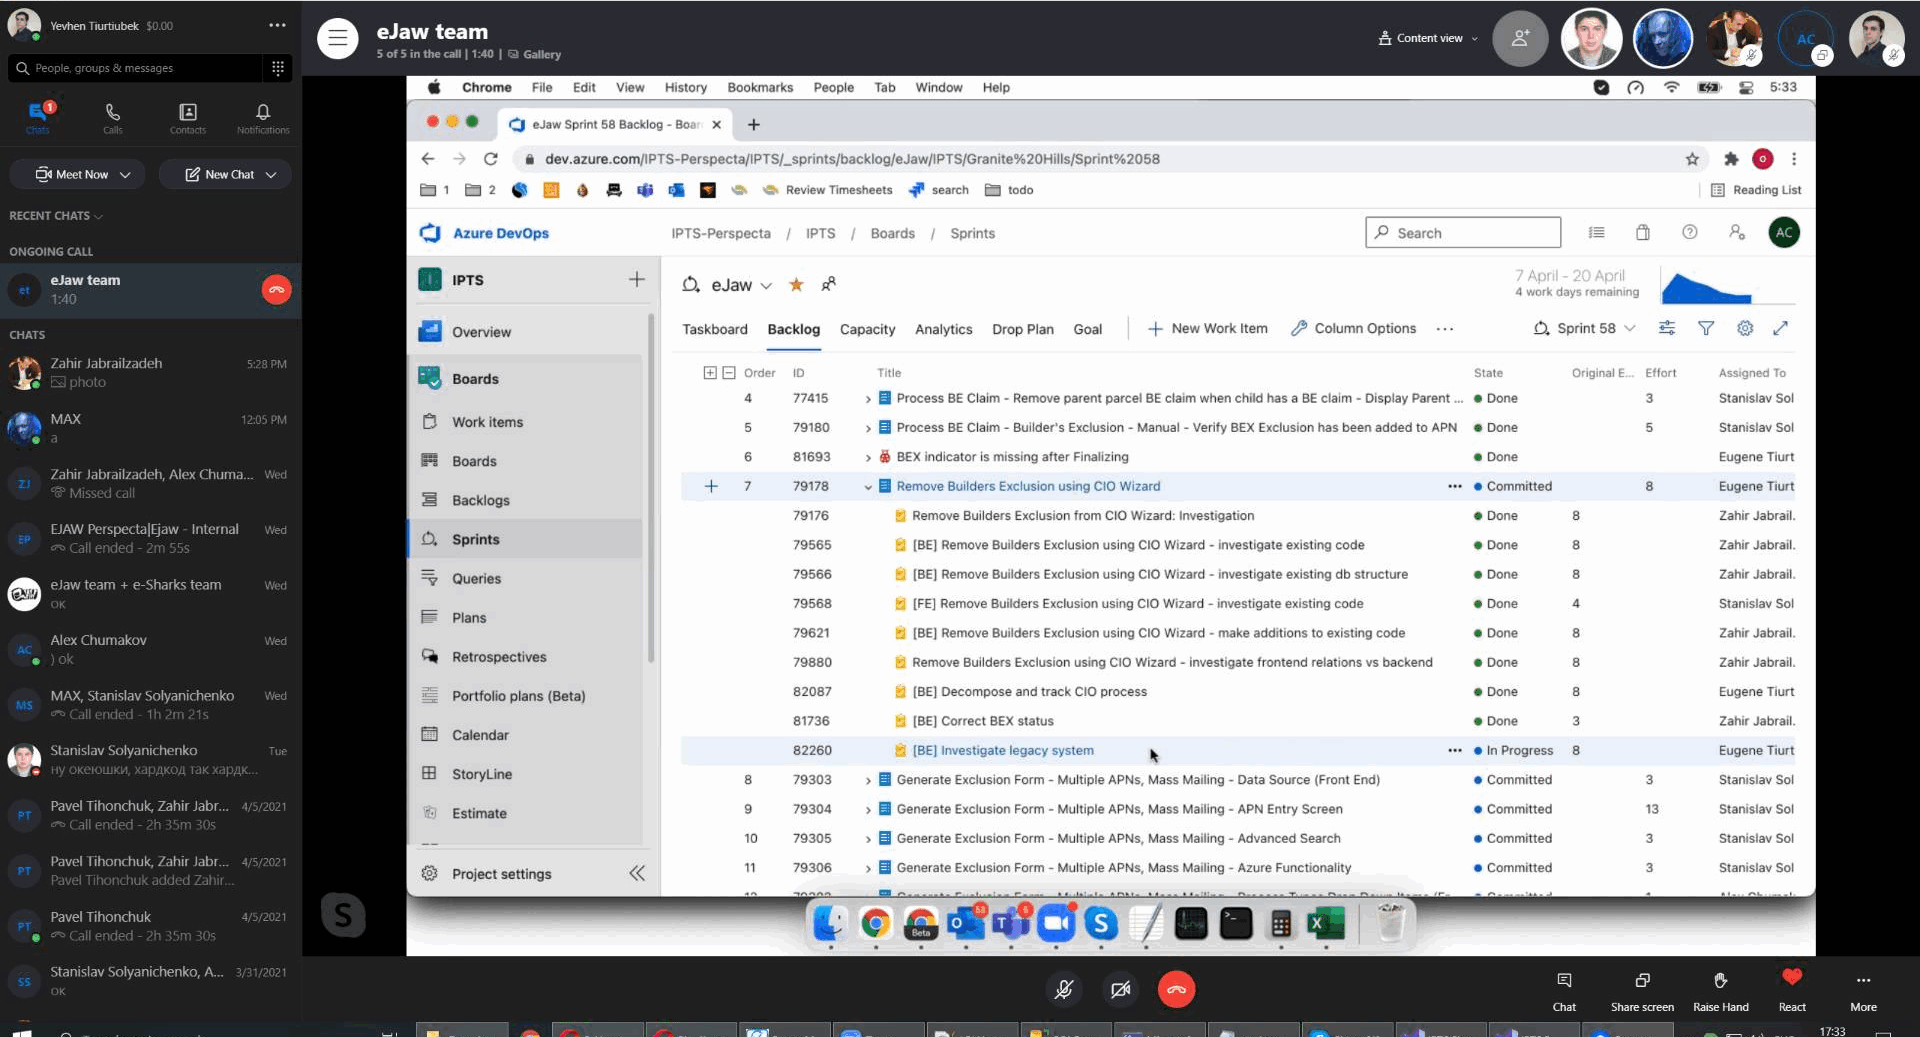 Yevhen Tiurtiubek $0.00
People, groups & messages
1
Chats Calls Contacts Notifications
Meet Now New Chat
RECENT CHATS
ONGOING CALL
et eJaw team
1:40
CHATS
Zahir Jabrailzadeh 5:28 PM
photo
MAX 12:05 PM
a
ZJ Zahir Jabrailzadeh, Alex Chuma... Wed
Missed call
EP EJAW Perspecta|Ejaw - Internal Wed
Call ended - 2m 55s
eJaw team + e-Sharks team Wed
ок
AC Alex Chumakov Wed
) ok
MS MAX, Stanislav Solyanichenko Wed
Call ended - 1h 2m 21s
Stanislav Solyanichenko Tue
ну океюшки, хардкод так хардк...
PT Pavel Tihonchuk, Zahir Jabr... 4/5/2021
Call ended - 2h 35m 30s
PT Pavel Tihonchuk, Zahir Jabr... 4/5/2021
Pavel Tihonchuk added Zahir...
PT Pavel Tihonchuk 4/5/2021
Call ended - 2h 35m 30s
SS Stanislav Solyanichenko, A... 3/31/2021
ок
eJaw team
5 of 5 in the call | 1:40 | Gallery
Content view
AC
Chrome File Edit View History Bookmarks People Tab Window Help 5:33
eJaw Sprint 58 Backlog - Boar
dev.azure.com/IPTS-Perspecta/IPTS/_sprints/backlog/eJaw/IPTS/Granite%20Hills/Sprint%2058
1 2 Review Timesheets search todo Reading List
Azure DevOps IPTS-Perspecta / IPTS / Boards / Sprints Search AC
IPTS
Overview
Boards
Work items
Boards
Backlogs
Sprints
Queries
Plans
Retrospectives
Portfolio plans (Beta)
Calendar
StoryLine
Estimate
Project settings
eJaw
7 April - 20 April
4 work days remaining
Taskboard Backlog Capacity Analytics Drop Plan Goal New Work Item Column Options Sprint 58
Order ID Title State Original E... Effort Assigned To
4 77415 Process BE Claim - Remove parent parcel BE claim when child has a BE claim - Display Parent ... Done 3 Stanislav Sol
5 79180 Process BE Claim - Builder's Exclusion - Manual - Verify BEX Exclusion has been added to APN Done 5 Stanislav Sol
6 81693 BEX indicator is missing after Finalizing Done Eugene Tiurt
7 79178 Remove Builders Exclusion using CIO Wizard Committed 8 Eugene Tiurt
79176 Remove Builders Exclusion from CIO Wizard: Investigation Done 8 Zahir Jabrail.
79565 [BE] Remove Builders Exclusion using CIO Wizard - investigate existing code Done 8 Zahir Jabrail.
79566 [BE] Remove Builders Exclusion using CIO Wizard - investigate existing db structure Done 8 Zahir Jabrail.
79568 [FE] Remove Builders Exclusion using CIO Wizard - investigate existing code Done 4 Stanislav Sol
79621 [BE] Remove Builders Exclusion using CIO Wizard - make additions to existing code Done 8 Zahir Jabrail.
79880 Remove Builders Exclusion using CIO Wizard - investigate frontend relations vs backend Done 8 Zahir Jabrail.
82087 [BE] Decompose and track CIO process Done 8 Eugene Tiurt
81736 [BE] Correct BEX status Done 3 Zahir Jabrail.
82260 [BE] Investigate legacy system In Progress 8 Eugene Tiurt
8 79303 Generate Exclusion Form - Multiple APNs, Mass Mailing - Data Source (Front End) Committed 3 Stanislav Sol
9 79304 Generate Exclusion Form - Multiple APNs, Mass Mailing - APN Entry Screen Committed 13 Stanislav Sol
10 79305 Generate Exclusion Form - Multiple APNs, Mass Mailing - Advanced Search Committed 3 Stanislav Sol
11 79306 Generate Exclusion Form - Multiple APNs, Mass Mailing - Azure Functionality Committed 3 Stanislav Sol
Beta
Chat Share screen Raise Hand React More
17:33